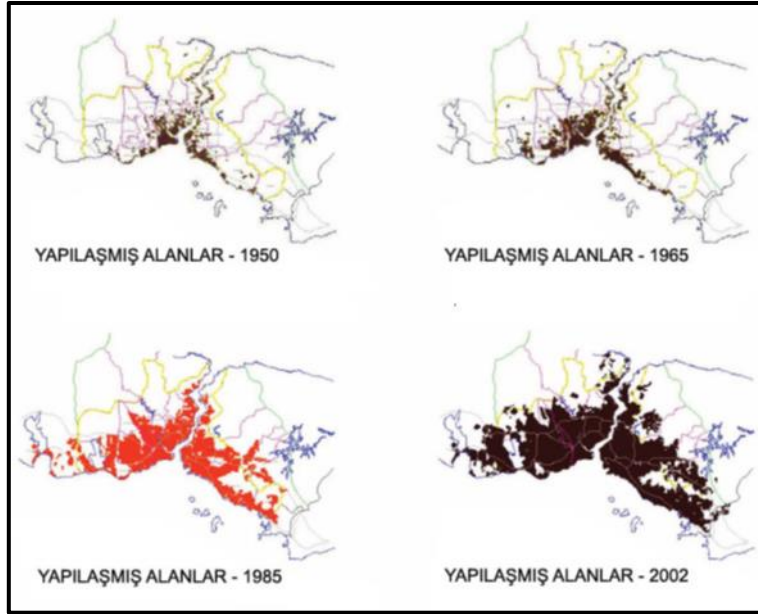 YAPILAŞMIŞ ALANLAR - 1950
YAPILAŞMIŞ ALANLAR - 1965
YAPILAŞMIŞ ALANLAR - 1985
YAPILAŞMIŞ ALANLAR - 2002